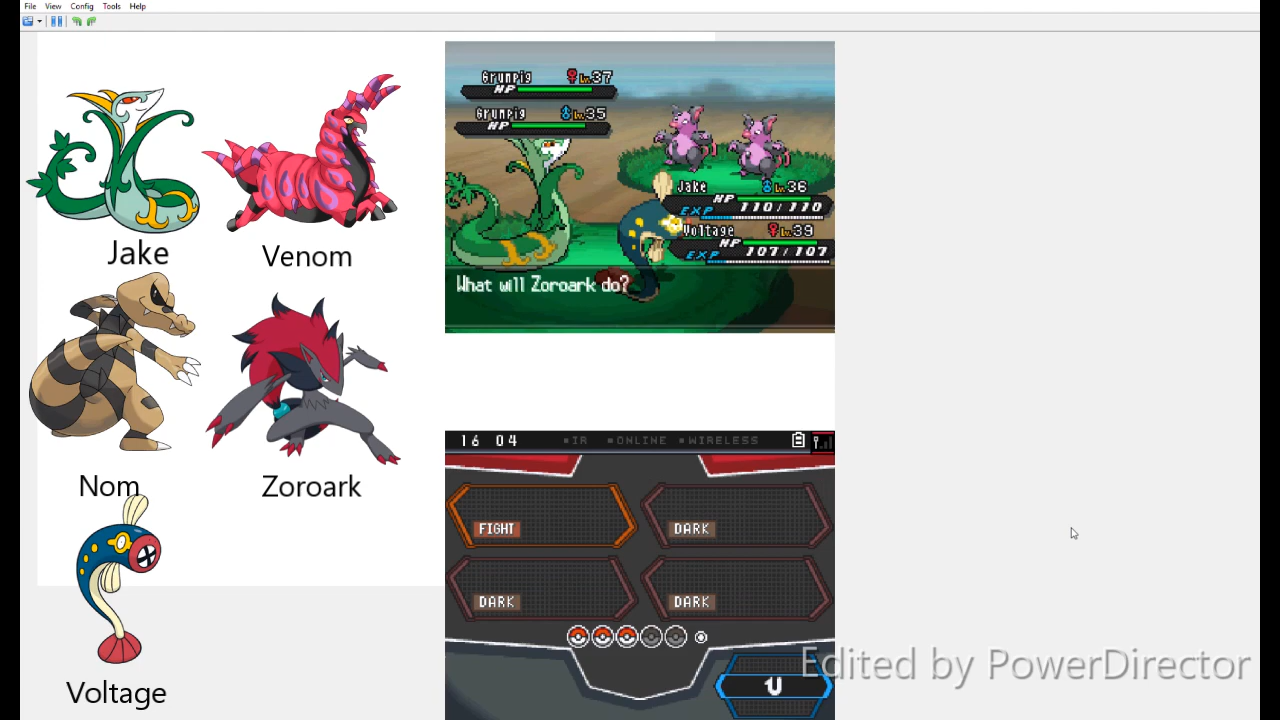 File View Config Tools Help
Grumpig ♀ Lv.37
HP
Grumpig ♂ Lv.35
HP
Jake ♂ Lv.36
HP
EXP 110/110
Voltage ♀ Lv.39
HP
EXP 107/107
What will Zoroark do?
Jake
Venom
Nom
Zoroark
Voltage
16 04 IR ONLINE WIRELESS
FIGHT DARK
DARK DARK
Edited by PowerDirector